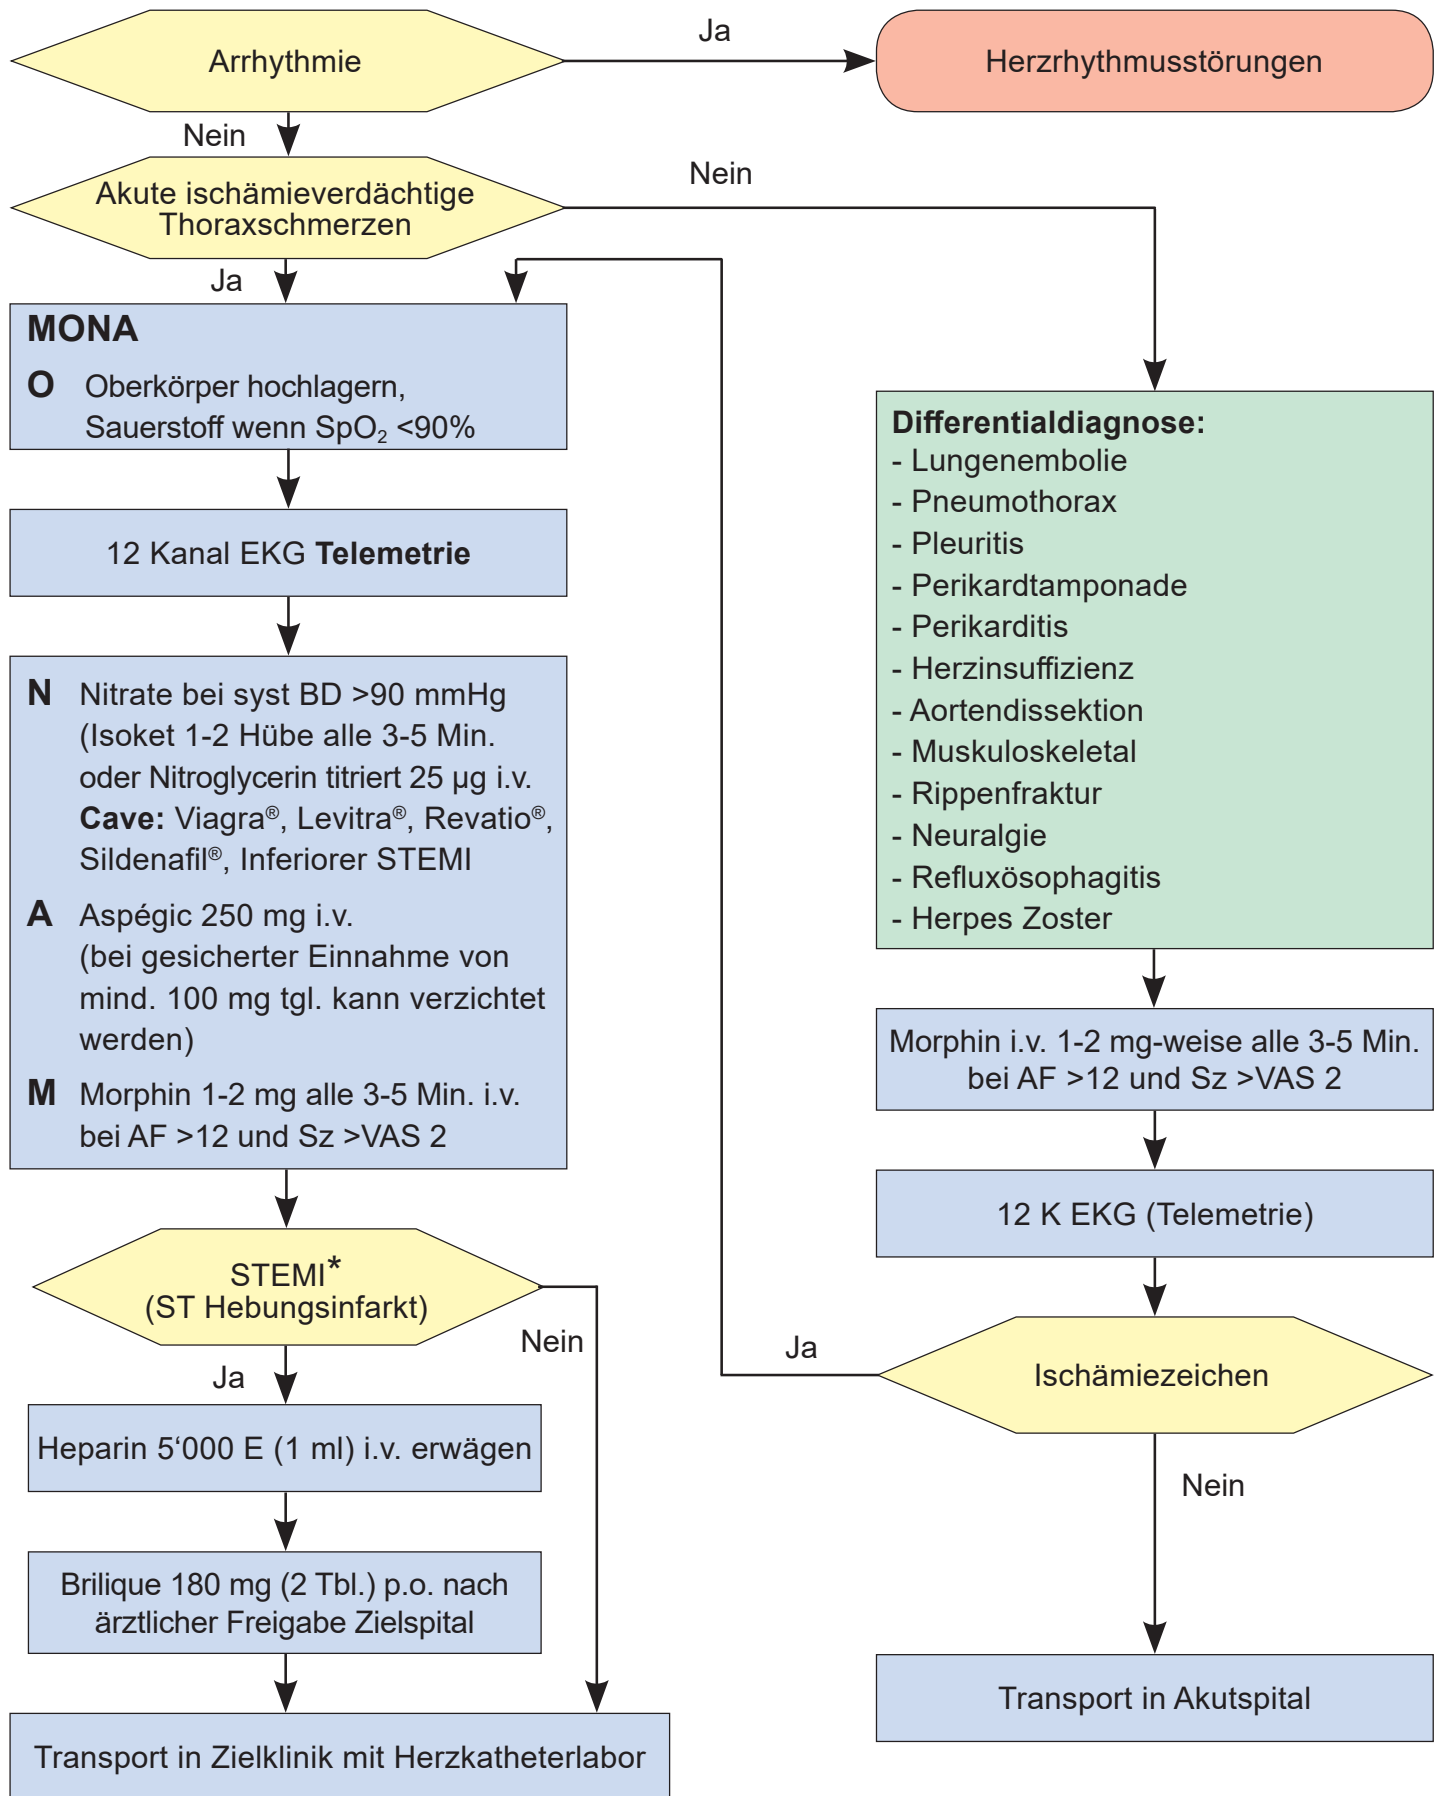 Arrhythmie
Ja
Herzrhythmusstörungen
Nein
Akute ischämieverdächtige
Thoraxschmerzen
Nein
Ja
MONA
O Oberkörper hochlagern,
Sauerstoff wenn SpO₂ <90%
12 Kanal EKG Telemetrie
N Nitrate bei syst BD >90 mmHg
(Isoket 1-2 Hübe alle 3-5 Min.
oder Nitroglycerin titriert 25 µg i.v.
Cave: Viagra®, Levitra®, Revatio®,
Sildenafil®, Inferiorer STEMI
A Aspégic 250 mg i.v.
(bei gesicherter Einnahme von
mind. 100 mg tgl. kann verzichtet
werden)
M Morphin 1-2 mg alle 3-5 Min. i.v.
bei AF >12 und Sz >VAS 2
STEMI*
(ST Hebungsinfarkt)
Nein
Ja
Heparin 5‘000 E (1 ml) i.v. erwägen
Brilique 180 mg (2 Tbl.) p.o. nach
ärztlicher Freigabe Zielspital
Transport in Zielklinik mit Herzkatheterlabor
Differentialdiagnose:
- Lungenembolie
- Pneumothorax
- Pleuritis
- Perikardtamponade
- Perikarditis
- Herzinsuffizienz
- Aortendissektion
- Muskuloskeletal
- Rippenfraktur
- Neuralgie
- Refluxösophagitis
- Herpes Zoster
Morphin i.v. 1-2 mg-weise alle 3-5 Min.
bei AF >12 und Sz >VAS 2
12 K EKG (Telemetrie)
Ja
Ischämiezeichen
Nein
Transport in Akutspital